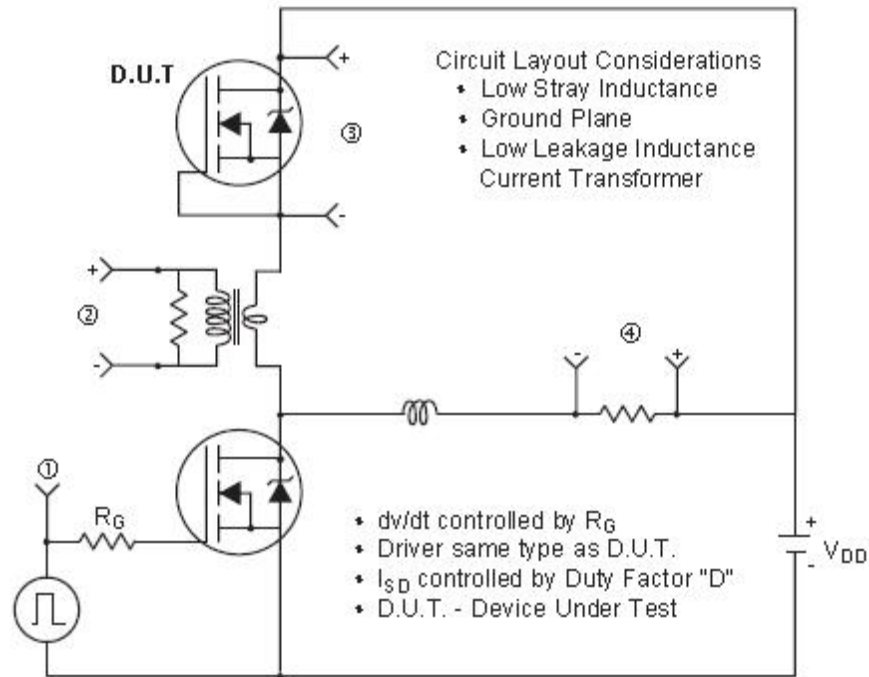 D.U.T
+
Circuit Layout Considerations
• Low Stray Inductance
• Ground Plane
③
• Low Leakage Inductance
Current Transformer
-
+
②
-
④
-
+
①
R_G
• dv/dt controlled by R_G
• Driver same type as D.U.T.
• I_SD controlled by Duty Factor "D"
• D.U.T. - Device Under Test
+
V_DD
-